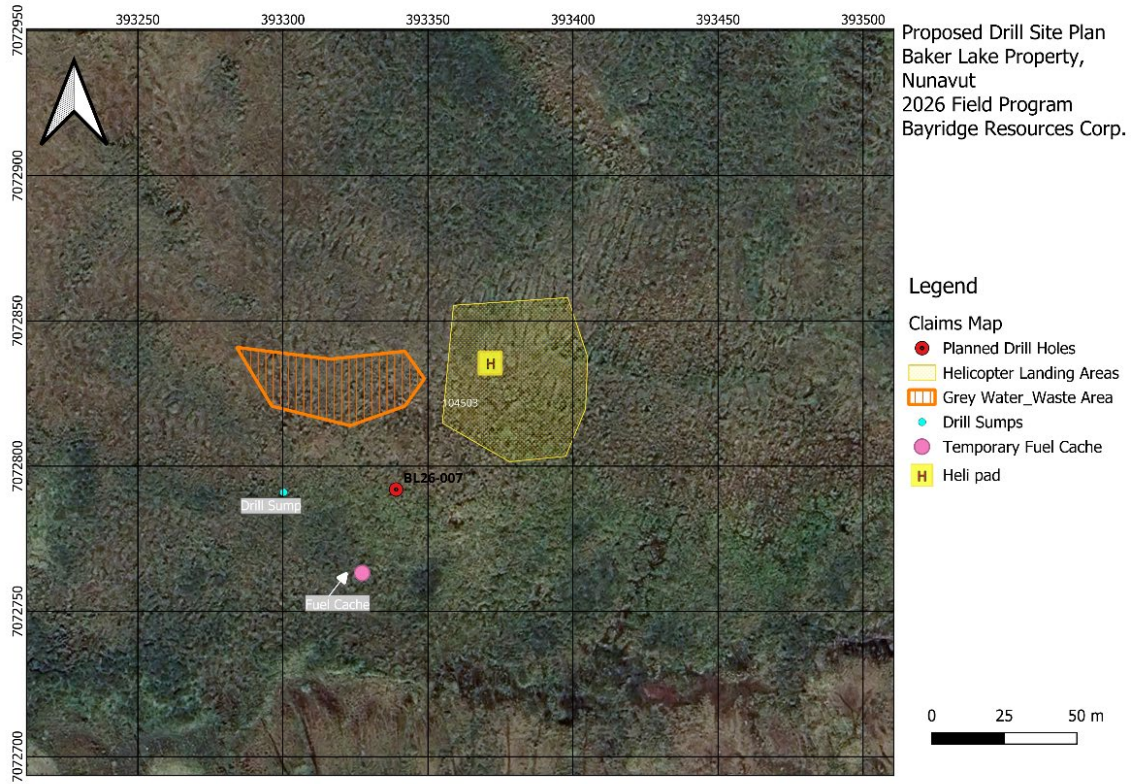 393250 393300 393350 393400 393450 393500
Proposed Drill Site Plan
Baker Lake Property,
Nunavut
2026 Field Program
Bayridge Resources Corp.
7072950
7072900
7072850
7072800
7072750
7072700
H
104503
BL26-007
Drill Sump
Fuel Cache
Legend
Claims Map
Planned Drill Holes
Helicopter Landing Areas
Grey Water_Waste Area
Drill Sumps
Temporary Fuel Cache
H Heli pad
0 25 50 m